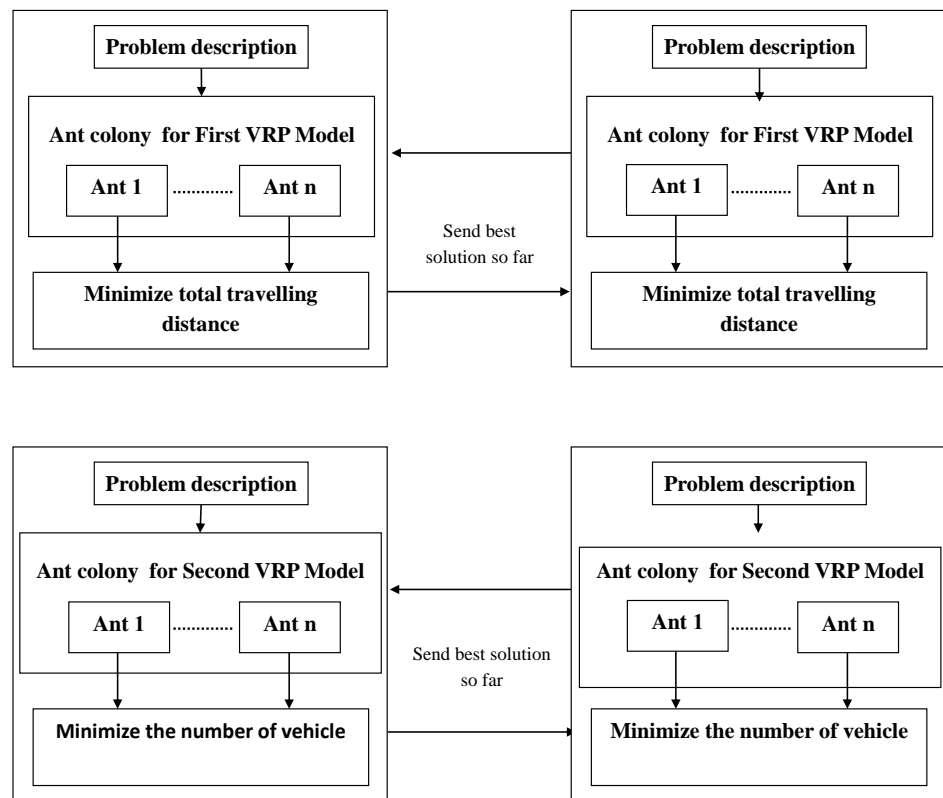 Problem description
Ant colony for First VRP Model
Ant 1 ............. Ant n
Minimize total travelling
distance
Send best
solution so far
Problem description
Ant colony for First VRP Model
Ant 1 ............. Ant n
Minimize total travelling
distance
Problem description
Ant colony for Second VRP Model
Ant 1 ............. Ant n
Minimize the number of vehicle
Send best solution
so far
Problem description
Ant colony for Second VRP Model
Ant 1 ............. Ant n
Minimize the number of vehicle